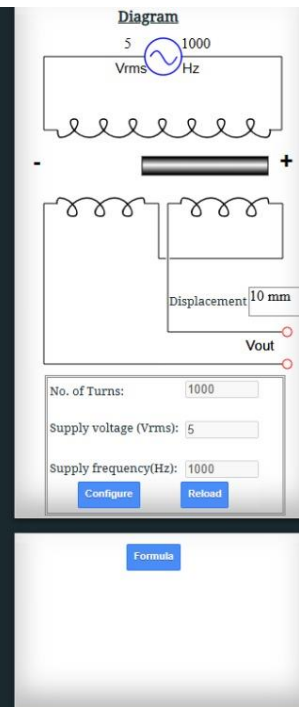 Diagram
5 1000
Vrms Hz
- +
Displacement 10 mm
Vout
No. of Turns: 1000
Supply voltage (Vrms): 5
Supply frequency(Hz): 1000
Configure Reload
Formula